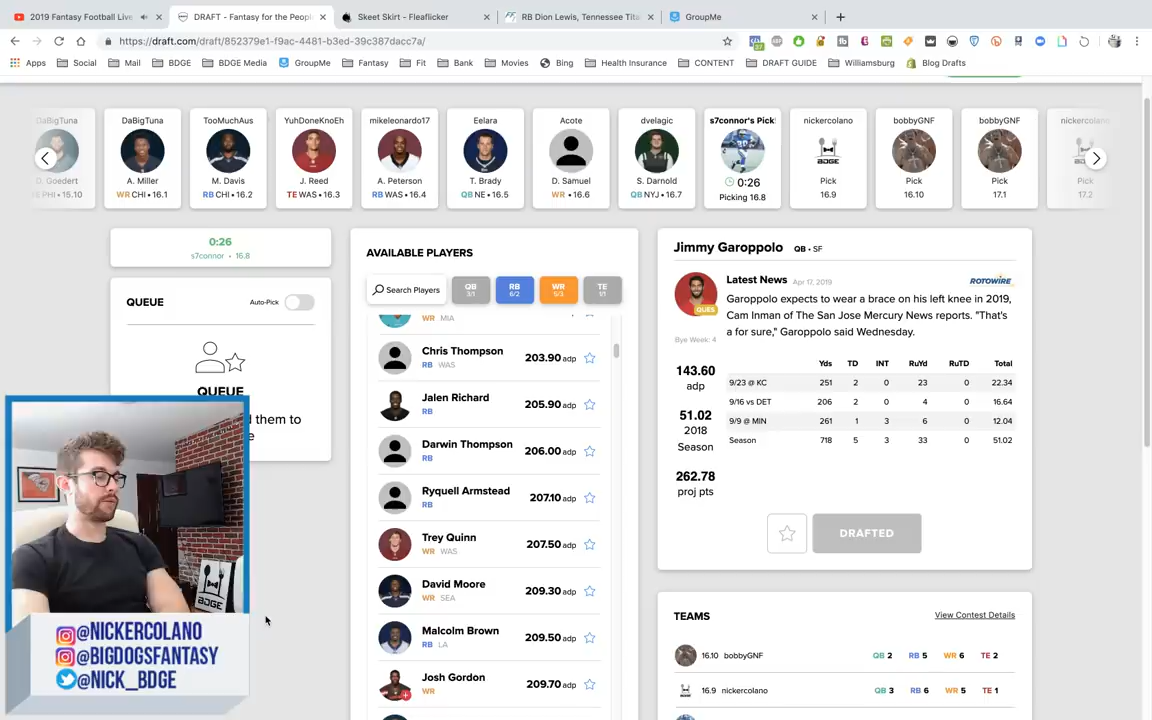 2019 Fantasy Football Live
DRAFT - Fantasy for the Peopl
Skeet Skirt - Fleaflicker
RB Dion Lewis, Tennessee Tita
GroupMe
https://draft.com/draft/852379e1-f9ac-4481-b3ed-39c387dacc7a/
Apps Social Mail BDGE BDGE Media GroupMe Fantasy Fit Bank Movies Bing Health Insurance CONTENT DRAFT GUIDE Williamsburg Blog Drafts
DaBigTuna DaBigTuna TooMuchAus YuhDoneKnoEh mikeleonardo17 Eelara Acote dvelagic s7connor's Pick nickercolano bobbyGNF bobbyGNF nickercolano
D. Goedert A. Miller M. Davis J. Reed A. Peterson T. Brady D. Samuel S. Darnold 0:26 Pick Pick Pick Pick
PHI • 15.10 WR CHI • 16.1 RB CHI • 16.2 TE WAS • 16.3 RB WAS • 16.4 QB NE • 16.5 WR • 16.6 QB NYJ • 16.7 Picking 16.8 16.9 16.10 17.1 17.2
0:26
s7connor • 16.8
QUEUE Auto-Pick
QUEUE
d them to
e
AVAILABLE PLAYERS
Search Players
QB 3/1
RB 6/2
WR 5/3
TE 1/1
WR MIA
Chris Thompson 203.90 adp
RB WAS
Jalen Richard 205.90 adp
RB
Darwin Thompson 206.00 adp
RB
Ryquell Armstead 207.10 adp
RB
Trey Quinn 207.50 adp
WR WAS
David Moore 209.30 adp
WR SEA
Malcolm Brown 209.50 adp
RB LA
Josh Gordon 209.70 adp
WR
Jimmy Garoppolo QB • SF
Latest News Apr 17, 2019
ROTOWIRE
QUES
Garoppolo expects to wear a brace on his left knee in 2019,
Cam Inman of The San Jose Mercury News reports. "That's
a for sure," Garoppolo said Wednesday.
Bye Week: 4
143.60
adp
51.02
2018
Season
262.78
proj pts
Yds TD INT RuYd RuTD Total
9/23 @ KC 251 2 0 23 0 22.34
9/16 vs DET 206 2 0 4 0 16.64
9/9 @ MIN 261 1 3 6 0 12.04
Season 718 5 3 33 0 51.02
DRAFTED
TEAMS View Contest Details
16.10 bobbyGNF QB 2 RB 5 WR 6 TE 2
16.9 nickercolano QB 3 RB 6 WR 5 TE 1
BDGE
@NICKERCOLANO
@BIGDOGSFANTASY
@NICK_BDGE